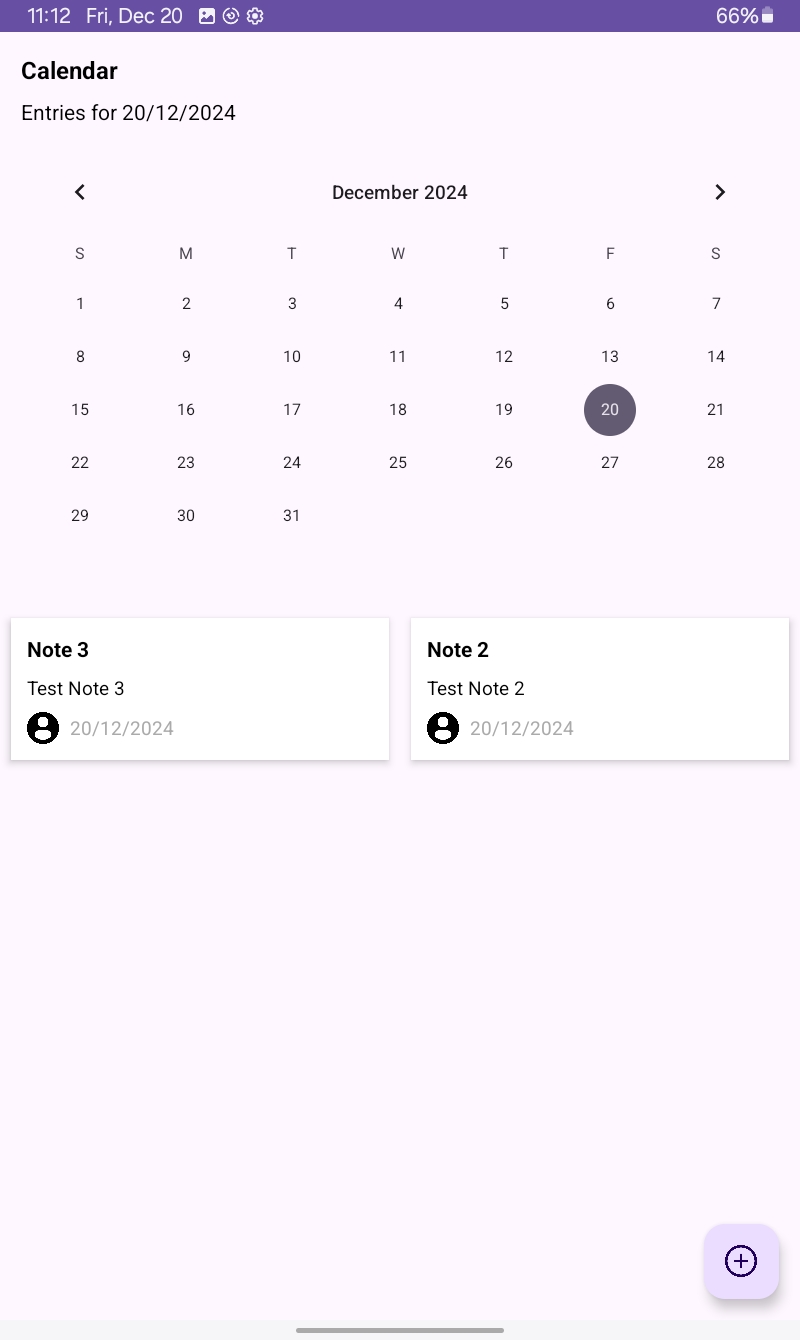 11:12 Fri, Dec 20 66%
Calendar
Entries for 20/12/2024
December 2024
S M T W T F S
1 2 3 4 5 6 7
8 9 10 11 12 13 14
15 16 17 18 19 20 21
22 23 24 25 26 27 28
29 30 31
Note 3
Test Note 3
20/12/2024
Note 2
Test Note 2
20/12/2024